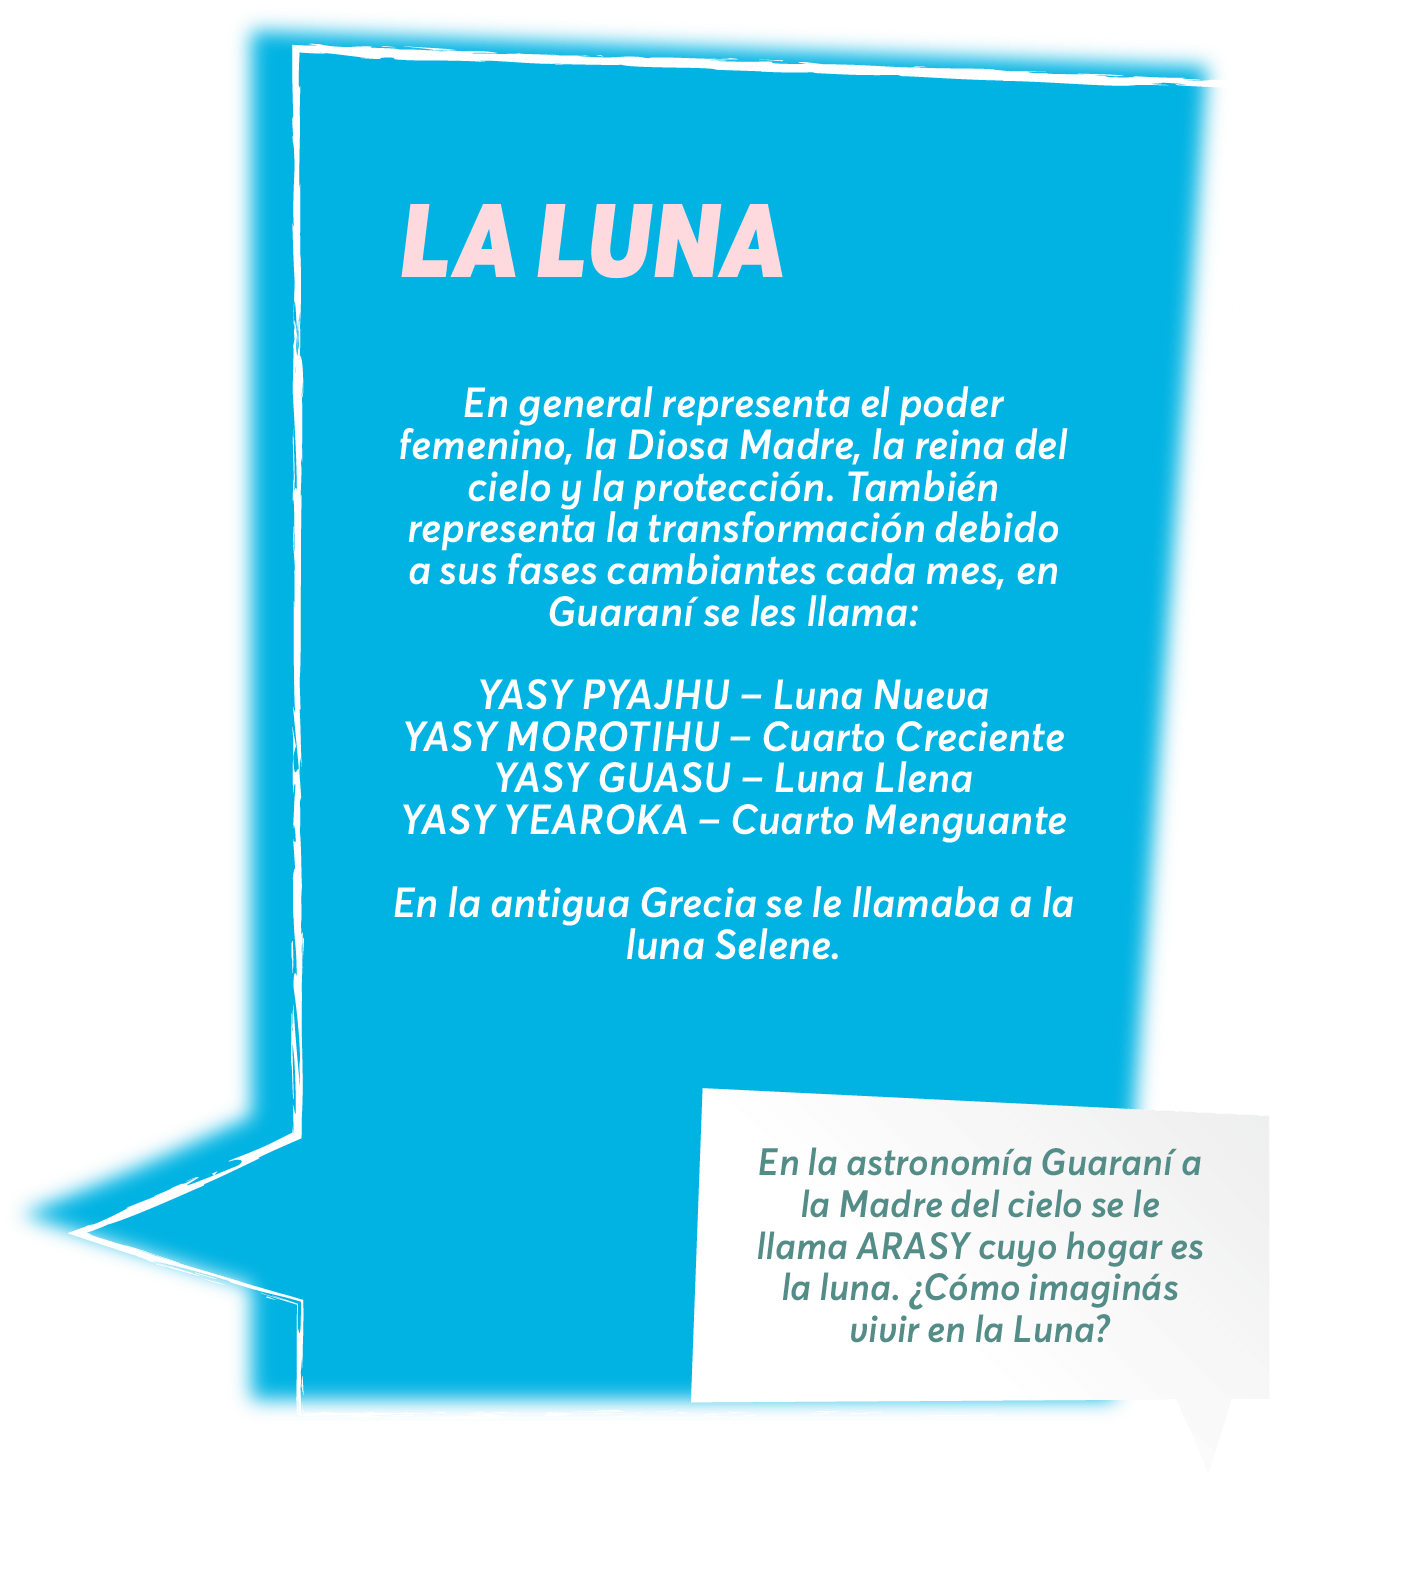 LA LUNA
En general representa el poder
femenino, la Diosa Madre, la reina del
cielo y la protección. También
representa la transformación debido
a sus fases cambiantes cada mes, en
Guaraní se les llama:
YASY PYAJHU – Luna Nueva
YASY MOROTIHU – Cuarto Creciente
YASY GUASU – Luna Llena
YASY YEAROKA – Cuarto Menguante
En la antigua Grecia se le llamaba a la
luna Selene.
En la astronomía Guaraní a
la Madre del cielo se le
llama ARASY cuyo hogar es
la luna. ¿Cómo imaginás
vivir en la Luna?